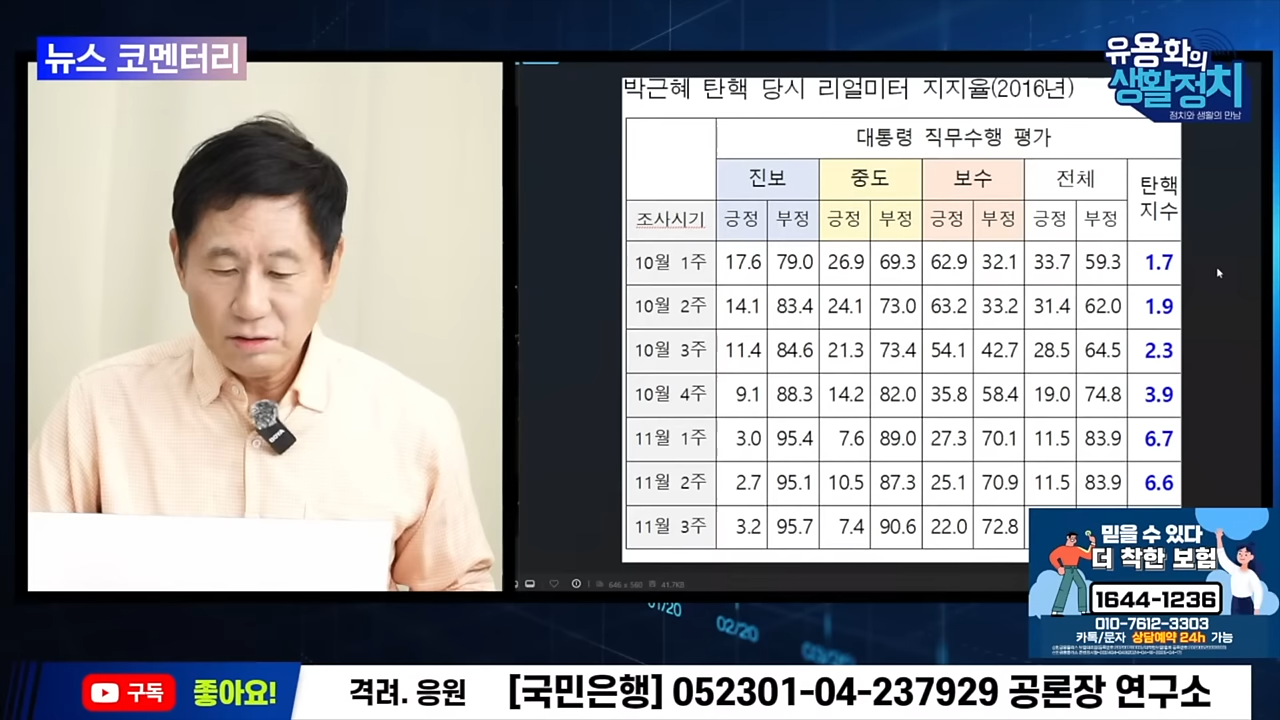 뉴스 코멘터리
유용화의
생활정치
정치와 생활의 만남
박근혜 탄핵 당시 리얼미터 지지율(2016년)
대통령 직무수행 평가
진보 중도 보수 전체 탄핵 지수
조사시기 긍정 부정 긍정 부정 긍정 부정 긍정 부정
10월 1주 17.6 79.0 26.9 69.3 62.9 32.1 33.7 59.3 1.7
10월 2주 14.1 83.4 24.1 73.0 63.2 33.2 31.4 62.0 1.9
10월 3주 11.4 84.6 21.3 73.4 54.1 42.7 28.5 64.5 2.3
10월 4주 9.1 88.3 14.2 82.0 35.8 58.4 19.0 74.8 3.9
11월 1주 3.0 95.4 7.6 89.0 27.3 70.1 11.5 83.9 6.7
11월 2주 2.7 95.1 10.5 87.3 25.1 70.9 11.5 83.9 6.6
11월 3주 3.2 95.7 7.4 90.6 22.0 72.8
BOYA
646 x 560 41.7KB
01/20
02/20
믿을 수 있다
더 착한 보험
1644-1236
010-7612-3303
카톡/문자 상담예약 24h 가능
구독 좋아요!
격려. 응원 [국민은행] 052301-04-237929 공론장 연구소